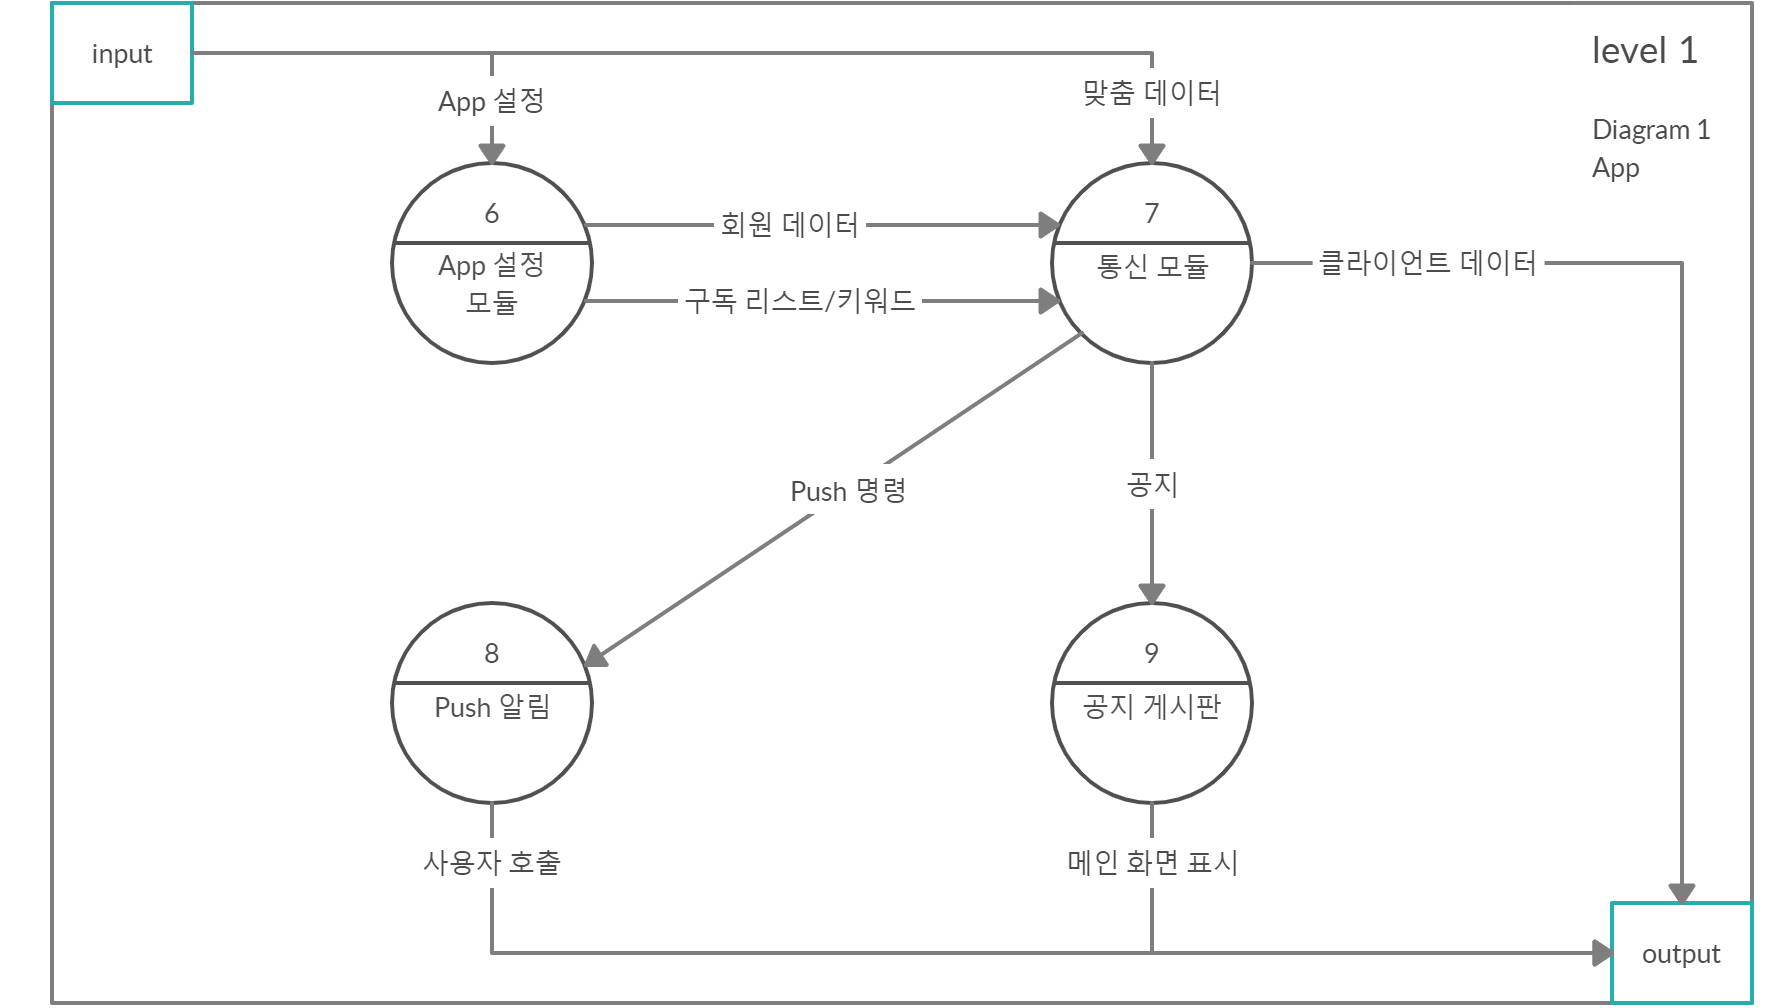 input
level 1
Diagram 1
App
App 설정
맞춤 데이터
6
App 설정
모듈
회원 데이터
구독 리스트/키워드
7
통신 모듈
클라이언트 데이터
Push 명령
공지
8
Push 알림
9
공지 게시판
사용자 호출
메인 화면 표시
output